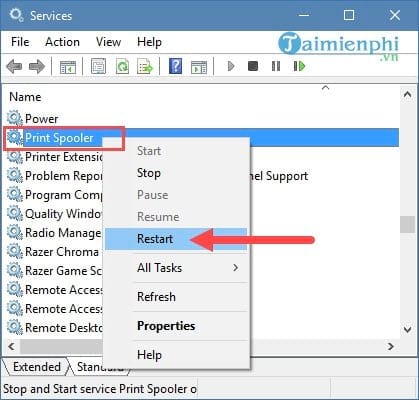 Services
File Action View Help
Taimienphi
.vn
Name
Power
Print Spooler
Printer Extension
Problem Repor
nel Support
Program Comp
Quality Window
Radio Manage
Razer Chroma
Razer Game Sc
Remote Access
Remote Access
Remote Deskto
Start
Stop
Pause
Resume
Restart
All Tasks
Refresh
Properties
Help
Extended Standard
Stop and Start service Print Spooler o